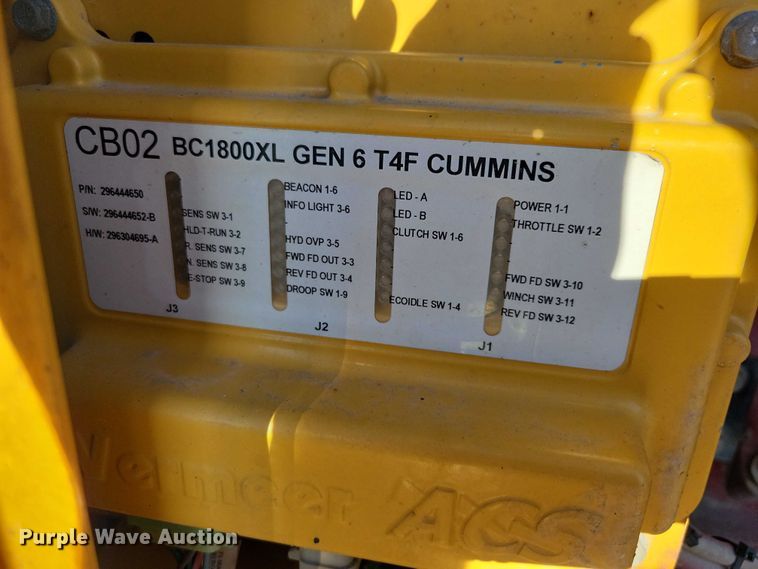 CB02 BC1800XL GEN 6 T4F CUMMINS
P/N: 296444650
S/W: 296444652-B
H/W: 296304695-A
SENS SW 3-1
HLD-T-RUN 3-2
R. SENS SW 3-7
N. SENS SW 3-8
E-STOP SW 3-9
J3
BEACON 1-6
INFO LIGHT 3-6
-
HYD OVP 3-5
FWD FD OUT 3-3
REV FD OUT 3-4
DROOP SW 1-9
J2
LED - A
LED - B
CLUTCH SW 1-6
-
-
-
ECOIDLE SW 1-4
POWER 1-1
THROTTLE SW 1-2
-
-
FWD FD SW 3-10
WINCH SW 3-11
REV FD SW 3-12
J1
Vermeer ACS
Purple Wave Auction